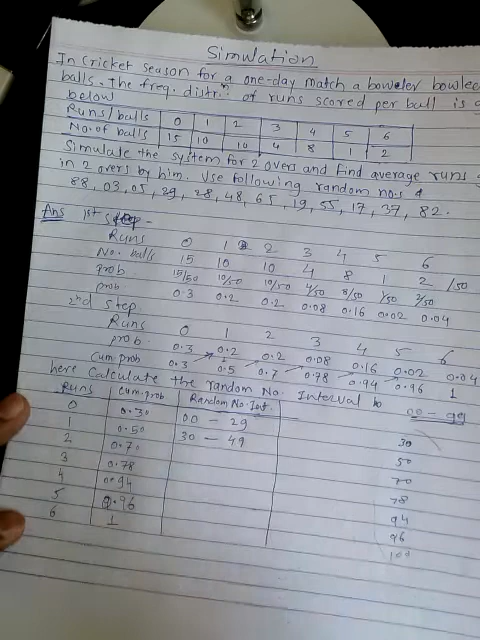 Simulation
In cricket season for a one-day match a bowler bowled
balls. The freq. distriⁿ of runs scored per ball is
below
Runs/balls 0 1 2 3 4 5 6
No. of balls 15 10 10 4 8 1 2
Simulate the system for 2 overs and find average runs
in 2 overs by him. Use following random no.s
88, 03, 05, 29, 28, 48, 65, 19, 55, 17, 37, 82.
Ans 1st step -
Runs 0 1 2 3 4 5 6
No. balls 15 10 10 4 8 1 2 /50
prob. 15/50 10/50 10/50 4/50 8/50 1/50 2/50
prob. 0.3 0.2 0.2 0.08 0.16 0.02 0.04
2nd step.
Runs 0 1 2 3 4 5 6
prob. 0.3 0.2 0.2 0.08 0.16 0.02 0.04
Cum prob 0.3 0.5 0.7 0.78 0.94 0.96 1
here Calculate the random No. Interval to 00 - 99
Runs Cum.prob Random No. Int.
0 0.30 00 - 29 30
1 0.50 30 - 49 50
2 0.70 70
3 0.78 78
4 0.94 94
5 0.96 96
6 1 100